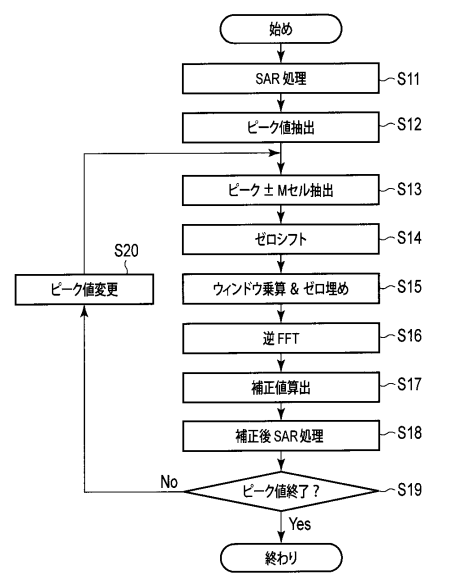 始め
SAR 処理
S11
ピーク値抽出
S12
ピーク ± Mセル抽出
S13
ゼロシフト
S14
S20
ピーク値変更
ウィンドウ乗算 & ゼロ埋め
S15
逆 FFT
S16
補正値算出
S17
補正後 SAR 処理
S18
No
ピーク値終了？
S19
Yes
終わり